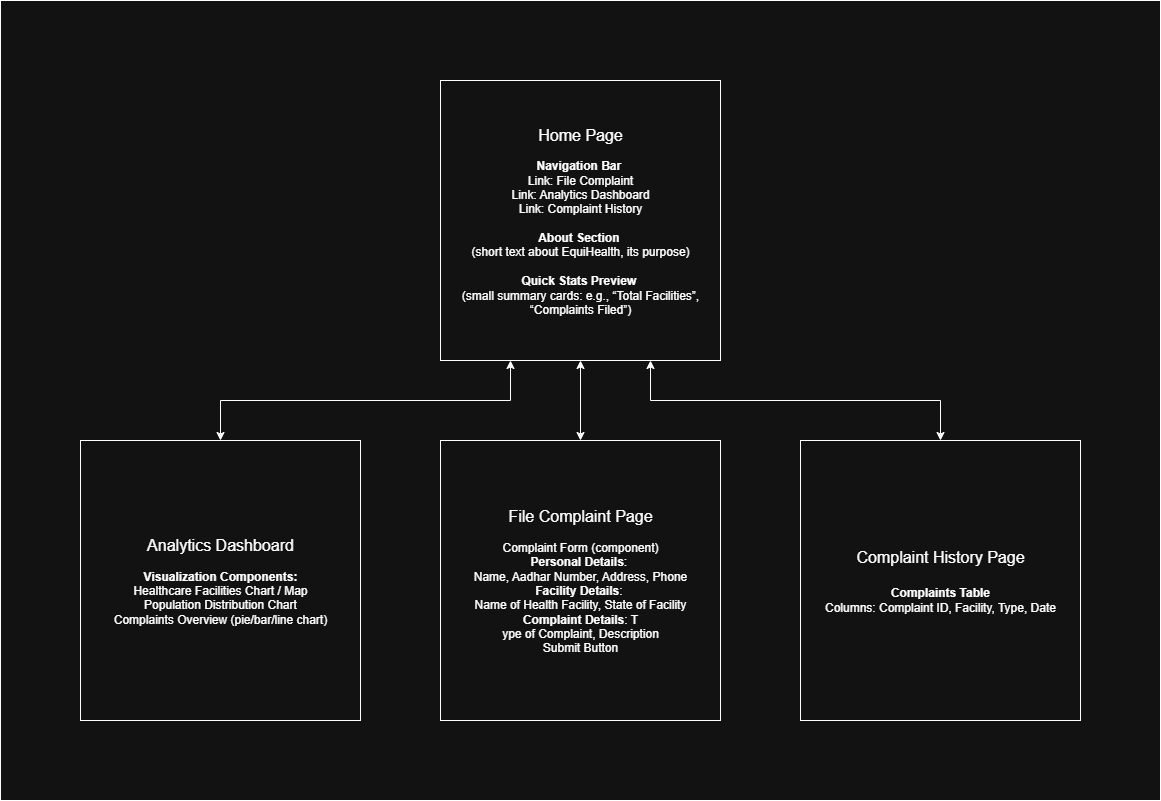 Home Page
Navigation Bar
Link: File Complaint
Link: Analytics Dashboard
Link: Complaint History
About Section
(short text about EquiHealth, its purpose)
Quick Stats Preview
(small summary cards: e.g., “Total Facilities”,
“Complaints Filed”)
Analytics Dashboard
Visualization Components:
Healthcare Facilities Chart / Map
Population Distribution Chart
Complaints Overview (pie/bar/line chart)
File Complaint Page
Complaint Form (component)
Personal Details:
Name, Aadhar Number, Address, Phone
Facility Details:
Name of Health Facility, State of Facility
Complaint Details: T
ype of Complaint, Description
Submit Button
Complaint History Page
Complaints Table
Columns: Complaint ID, Facility, Type, Date